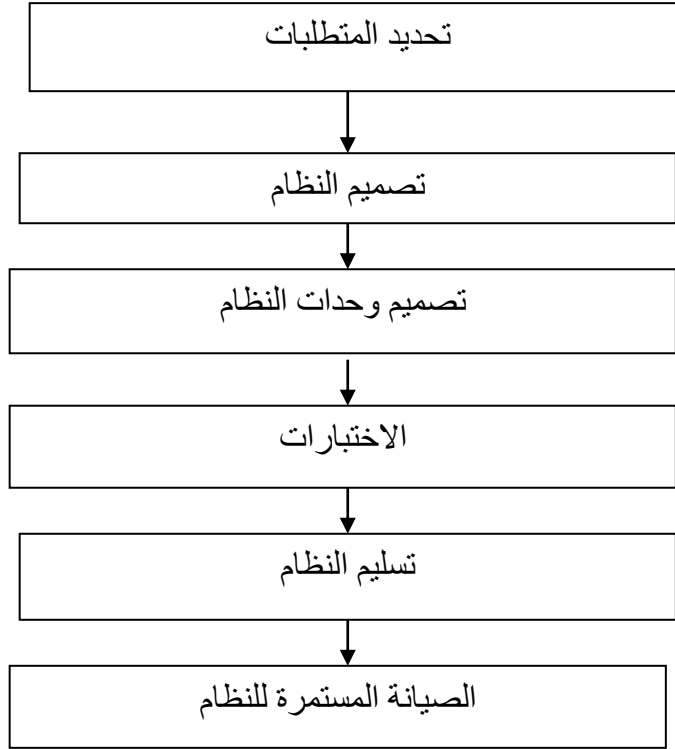 تحديد المتطلبات
تصميم النظام
تصميم وحدات النظام
الاختبارات
تسليم النظام
الصيانة المستمرة للنظام